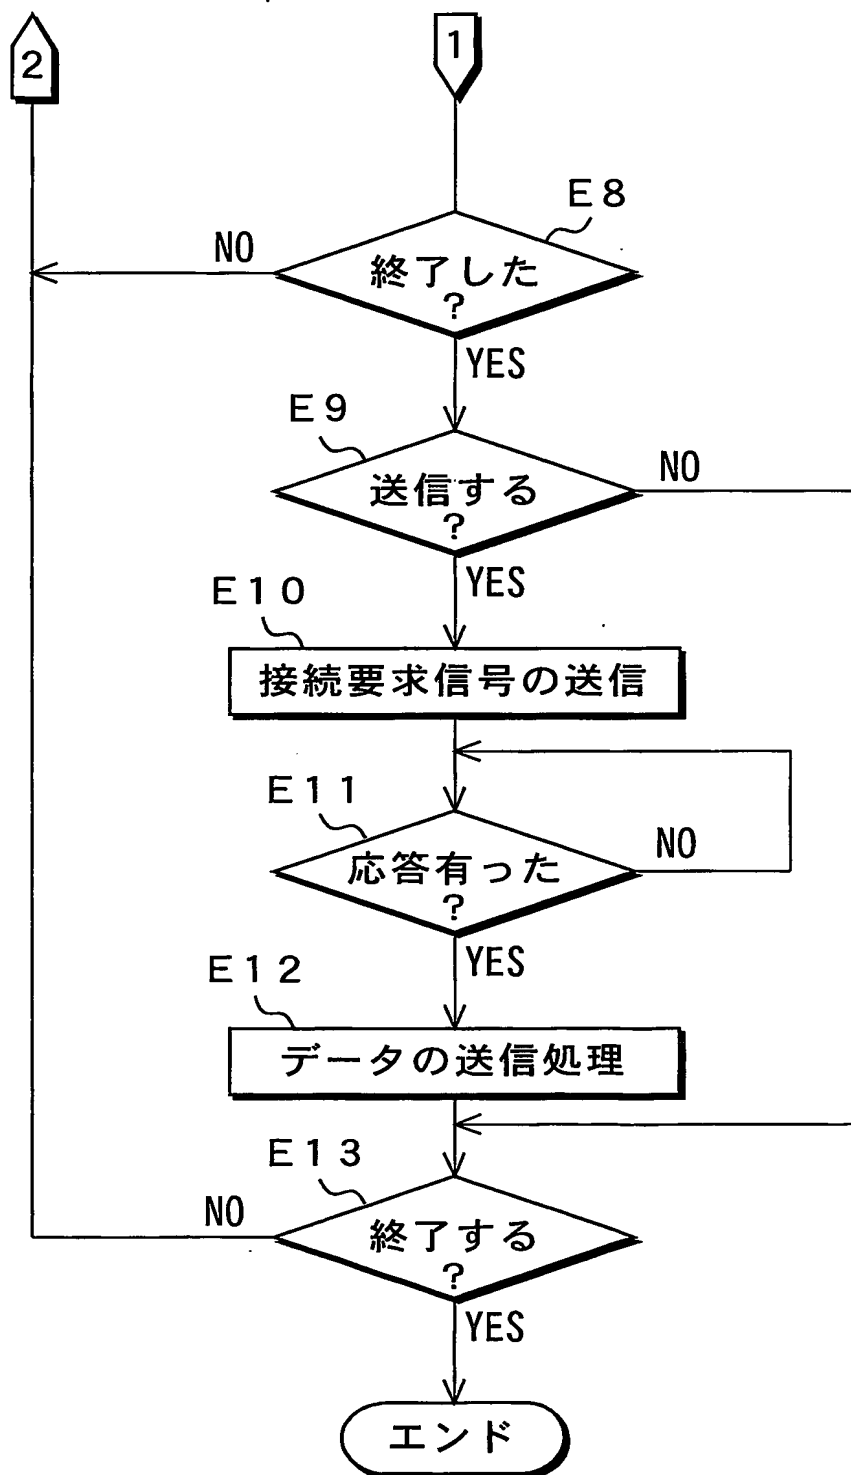 2
1
E8
NO
終了した
?
YES
E9
NO
送信する
?
YES
E10
接続要求信号の送信
E11
NO
応答有った
?
YES
E12
データの送信処理
E13
NO
終了する
?
YES
エンド